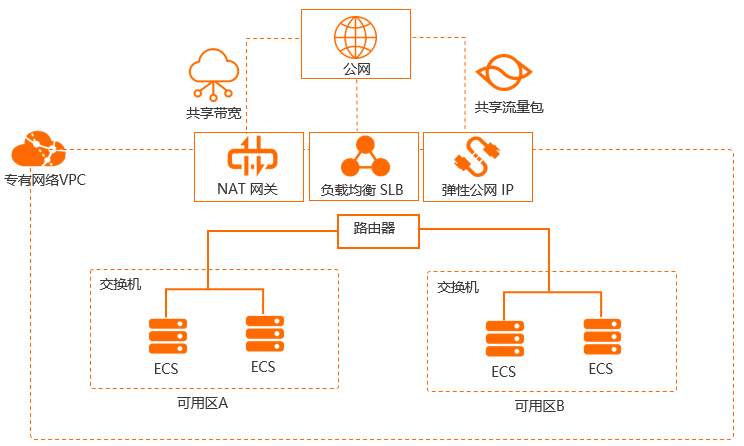 公网
共享带宽
共享流量包
专有网络VPC
NAT 网关
负载均衡 SLB
弹性公网 IP
路由器
交换机
ECS
ECS
可用区A
交换机
ECS
ECS
可用区B